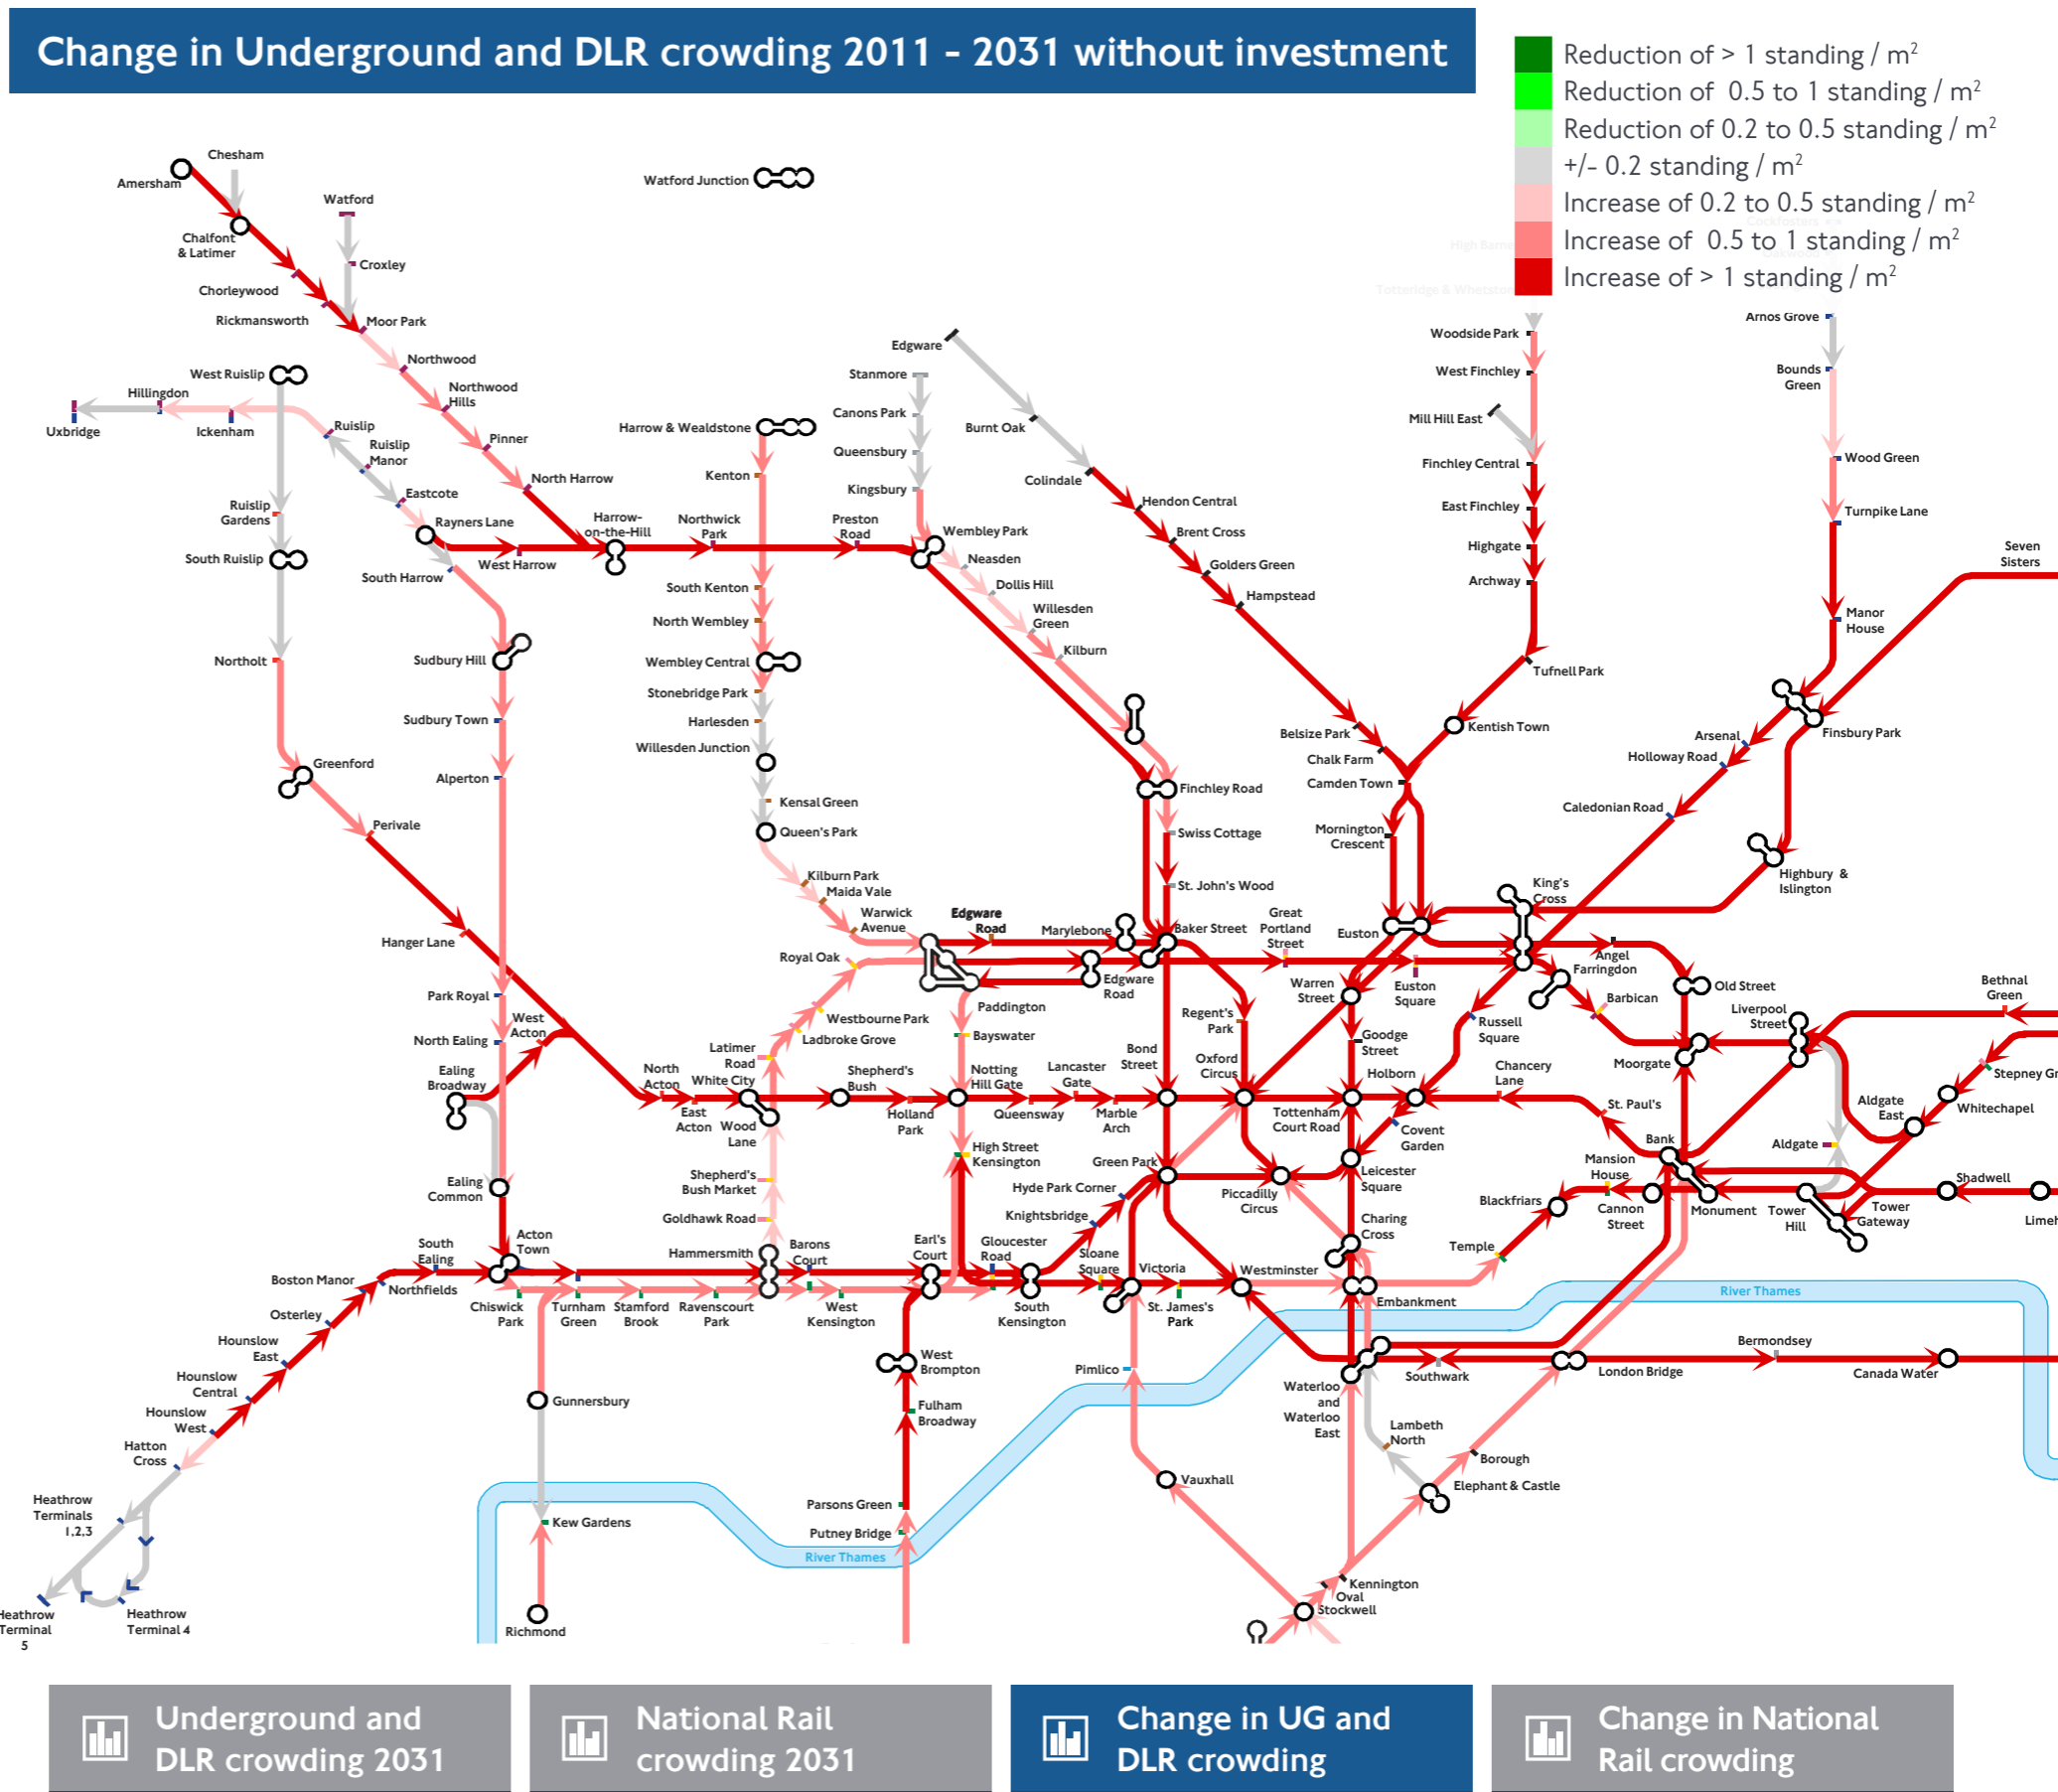 Change in Underground and DLR crowding 2011 - 2031 without investment
Reduction of > 1 standing / m²
Reduction of 0.5 to 1 standing / m²
Reduction of 0.2 to 0.5 standing / m²
+/- 0.2 standing / m²
Increase of 0.2 to 0.5 standing / m²
Increase of 0.5 to 1 standing / m²
Increase of > 1 standing / m²
Cockfosters
Totteridge & Whetstone
Chesham
Amersham
Watford Junction
Watford
Chalfont
& Latimer
Croxley
Chorleywood
Rickmansworth
Moor Park
Woodside Park
Arnos Grove
Edgware
Northwood
West Ruislip
Stanmore
West Finchley
Bounds
Green
Northwood
Hills
Hillingdon
Canons Park
Mill Hill East
Uxbridge
Ickenham
Ruislip
Harrow & Wealdstone
Burnt Oak
Pinner
Ruislip
Manor
Queensbury
Finchley Central
Wood Green
North Harrow
Kenton
Colindale
Kingsbury
Eastcote
Hendon Central
East Finchley
Turnpike Lane
Ruislip
Gardens
Rayners Lane
Harrow-
on-the-Hill
Northwick
Park
Preston
Road
Wembley Park
Brent Cross
Highgate
Seven
Sisters
South Ruislip
West Harrow
South Harrow
Neasden
Golders Green
Archway
Dollis Hill
South Kenton
Hampstead
Willesden
Green
Manor
House
North Wembley
Kilburn
Northolt
Sudbury Hill
Wembley Central
Tufnell Park
Stonebridge Park
Sudbury Town
Harlesden
Belsize Park
Kentish Town
Finsbury Park
Arsenal
Willesden Junction
Holloway Road
Chalk Farm
Greenford
Alperton
Camden Town
Finchley Road
Kensal Green
Caledonian Road
Perivale
Queen's Park
Swiss Cottage
Mornington
Crescent
Highbury &
Islington
Kilburn Park
Maida Vale
St. John's Wood
King's
Cross
Warwick
Avenue
Edgware
Road
Marylebone
Baker Street
Great
Portland
Street
Euston
Hanger Lane
Royal Oak
Angel
Farringdon
Edgware
Road
Warren
Street
Euston
Square
Old Street
Bethnal
Green
Park Royal
Paddington
Barbican
Liverpool
Street
West
Acton
Westbourne Park
Regent's
Park
Russell
Square
North Ealing
Ladbroke Grove
Bayswater
Goodge
Street
Latimer
Road
Bond
Street
Oxford
Circus
Moorgate
Ealing
Broadway
North
Acton
White City
Shepherd's
Bush
Notting
Hill Gate
Lancaster
Gate
Holborn
Chancery
Lane
Stepney Gr
East
Acton
Wood
Lane
Holland
Park
Queensway
Marble
Arch
Tottenham
Court Road
St. Paul's
Aldgate
East
Whitechapel
Covent
Garden
Bank
Aldgate
High Street
Kensington
Green Park
Mansion
House
Ealing
Common
Shepherd's
Bush Market
Hyde Park Corner
Piccadilly
Circus
Leicester
Square
Blackfriars
Cannon
Street
Monument
Tower
Hill
Tower
Gateway
Shadwell
Limeh
Goldhawk Road
Knightsbridge
Charing
Cross
Acton
Town
South
Ealing
Hammersmith
Barons
Court
Earl's
Court
Gloucester
Road
Sloane
Square
Victoria
Westminster
Temple
Boston Manor
Northfields
Embankment
River Thames
Osterley
Chiswick
Park
Turnham
Green
Stamford
Brook
Ravenscourt
Park
West
Kensington
South
Kensington
St. James's
Park
Hounslow
East
West
Brompton
Pimlico
Southwark
London Bridge
Bermondsey
Canada Water
Hounslow
Central
Waterloo
and
Waterloo
East
Gunnersbury
Fulham
Broadway
Hounslow
West
Lambeth
North
Hatton
Cross
Borough
Vauxhall
Elephant & Castle
Heathrow
Terminals
1,2,3
Parsons Green
Kew Gardens
Putney Bridge
River Thames
Kennington
Oval
Stockwell
Heathrow
Terminal
5
Heathrow
Terminal 4
Richmond
Underground and
DLR crowding 2031
National Rail
crowding 2031
Change in UG and
DLR crowding
Change in National
Rail crowding